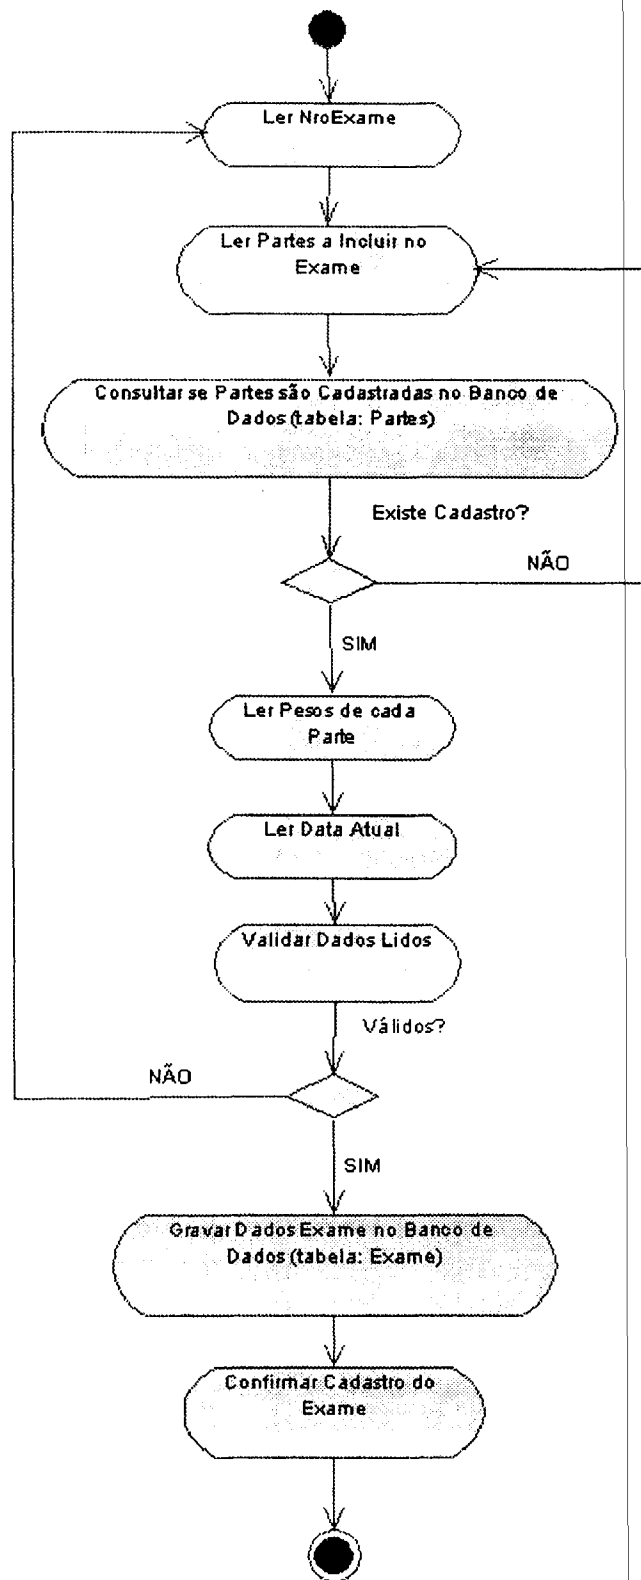 Ler NroExame
Ler Partes a Incluir no
Exame
Consultar se Partes são Cadastradas no Banco de
Dados (tabela: Partes)
Existe Cadastro?
NÃO
SIM
Ler Pesos de cada
Parte
Ler Data Atual
Validar Dados Lidos
Válidos?
NÃO
SIM
Gravar Dados Exame no Banco de
Dados (tabela: Exame)
Confirmar Cadastro do
Exame